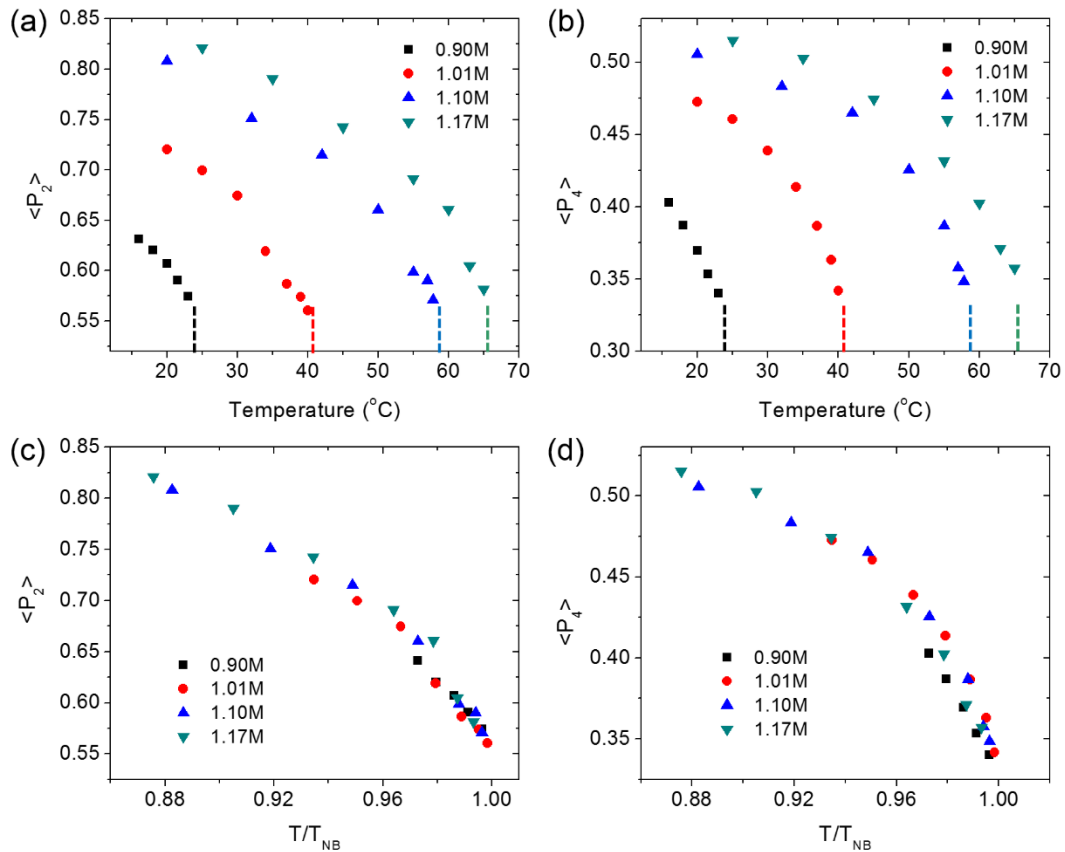 (a)
0.85
0.80
0.75
0.70
0.65
0.60
0.55
<P2>
0.90M
1.01M
1.10M
1.17M
20 30 40 50 60 70
Temperature (°C)
(b)
0.50
0.45
0.40
0.35
0.30
<P4>
0.90M
1.01M
1.10M
1.17M
20 30 40 50 60 70
Temperature (°C)
(c)
0.85
0.80
0.75
0.70
0.65
0.60
0.55
<P2>
0.90M
1.01M
1.10M
1.17M
0.88 0.92 0.96 1.00
T/TNB
(d)
0.50
0.45
0.40
0.35
<P4>
0.90M
1.01M
1.10M
1.17M
0.88 0.92 0.96 1.00
T/TNB